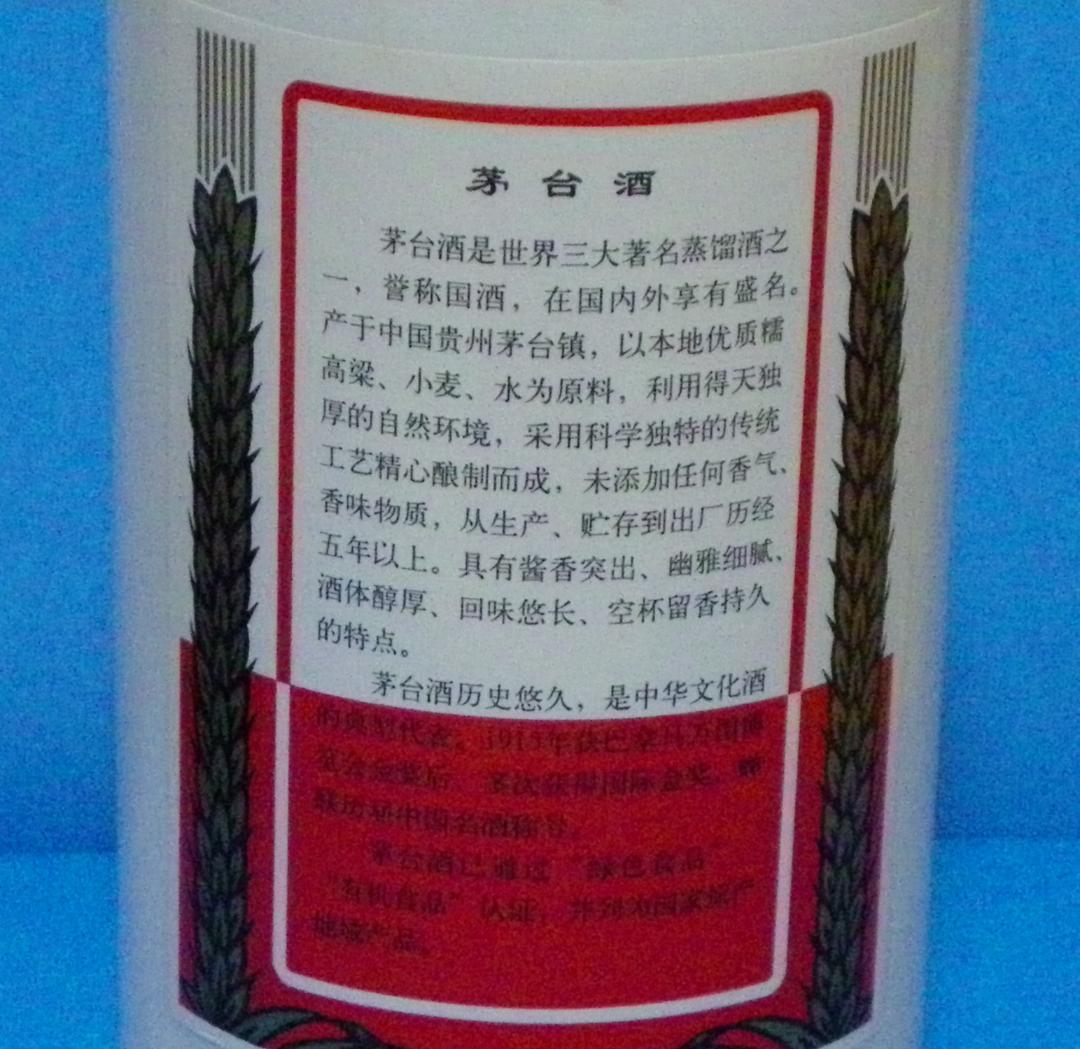 茅台酒
茅台酒是世界三大著名蒸馏酒之
一，誉称国酒，在国内外享有盛名。
产于中国贵州茅台镇，以本地优质糯
高粱、小麦、水为原料，利用得天独
厚的自然环境，采用科学独特的传统
工艺精心酿制而成，未添加任何香气、
香味物质，从生产、贮存到出厂历经
五年以上。具有酱香突出、幽雅细腻、
酒体醇厚、回味悠长、空杯留香持久
的特点。
茅台酒历史悠久，是中华文化酒
的典型代表。1915年获巴拿马万国博
览会金奖后，多次获得国际金奖，蝉
联历届中国名酒称号。
茅台酒已通过“绿色食品”
“有机食品”认证，并列为国家原产
地域产品。